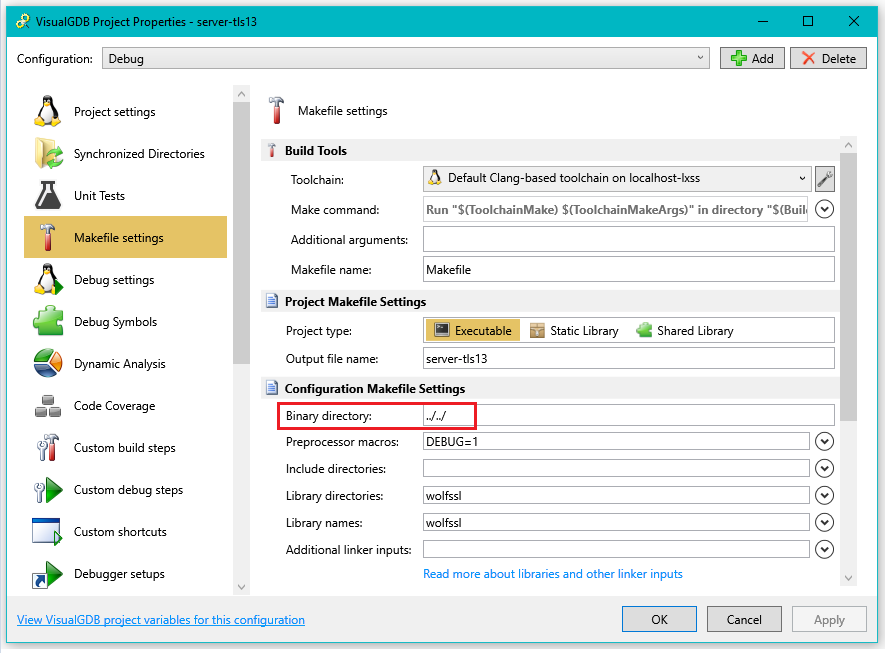 VisualGDB Project Properties - server-tls13
Configuration: Debug Add Delete
Project settings
Synchronized Directories
Unit Tests
Makefile settings
Debug settings
Debug Symbols
Dynamic Analysis
Code Coverage
Custom build steps
Custom debug steps
Custom shortcuts
Debugger setups
Makefile settings
Build Tools
Toolchain: Default Clang-based toolchain on localhost-lxss
Make command: Run "$(ToolchainMake) $(ToolchainMakeArgs)" in directory "$(Buil
Additional arguments:
Makefile name: Makefile
Project Makefile Settings
Project type: Executable Static Library Shared Library
Output file name: server-tls13
Configuration Makefile Settings
Binary directory: ../../
Preprocessor macros: DEBUG=1
Include directories:
Library directories: wolfssl
Library names: wolfssl
Additional linker inputs:
Read more about libraries and other linker inputs
View VisualGDB project variables for this configuration
OK Cancel Apply